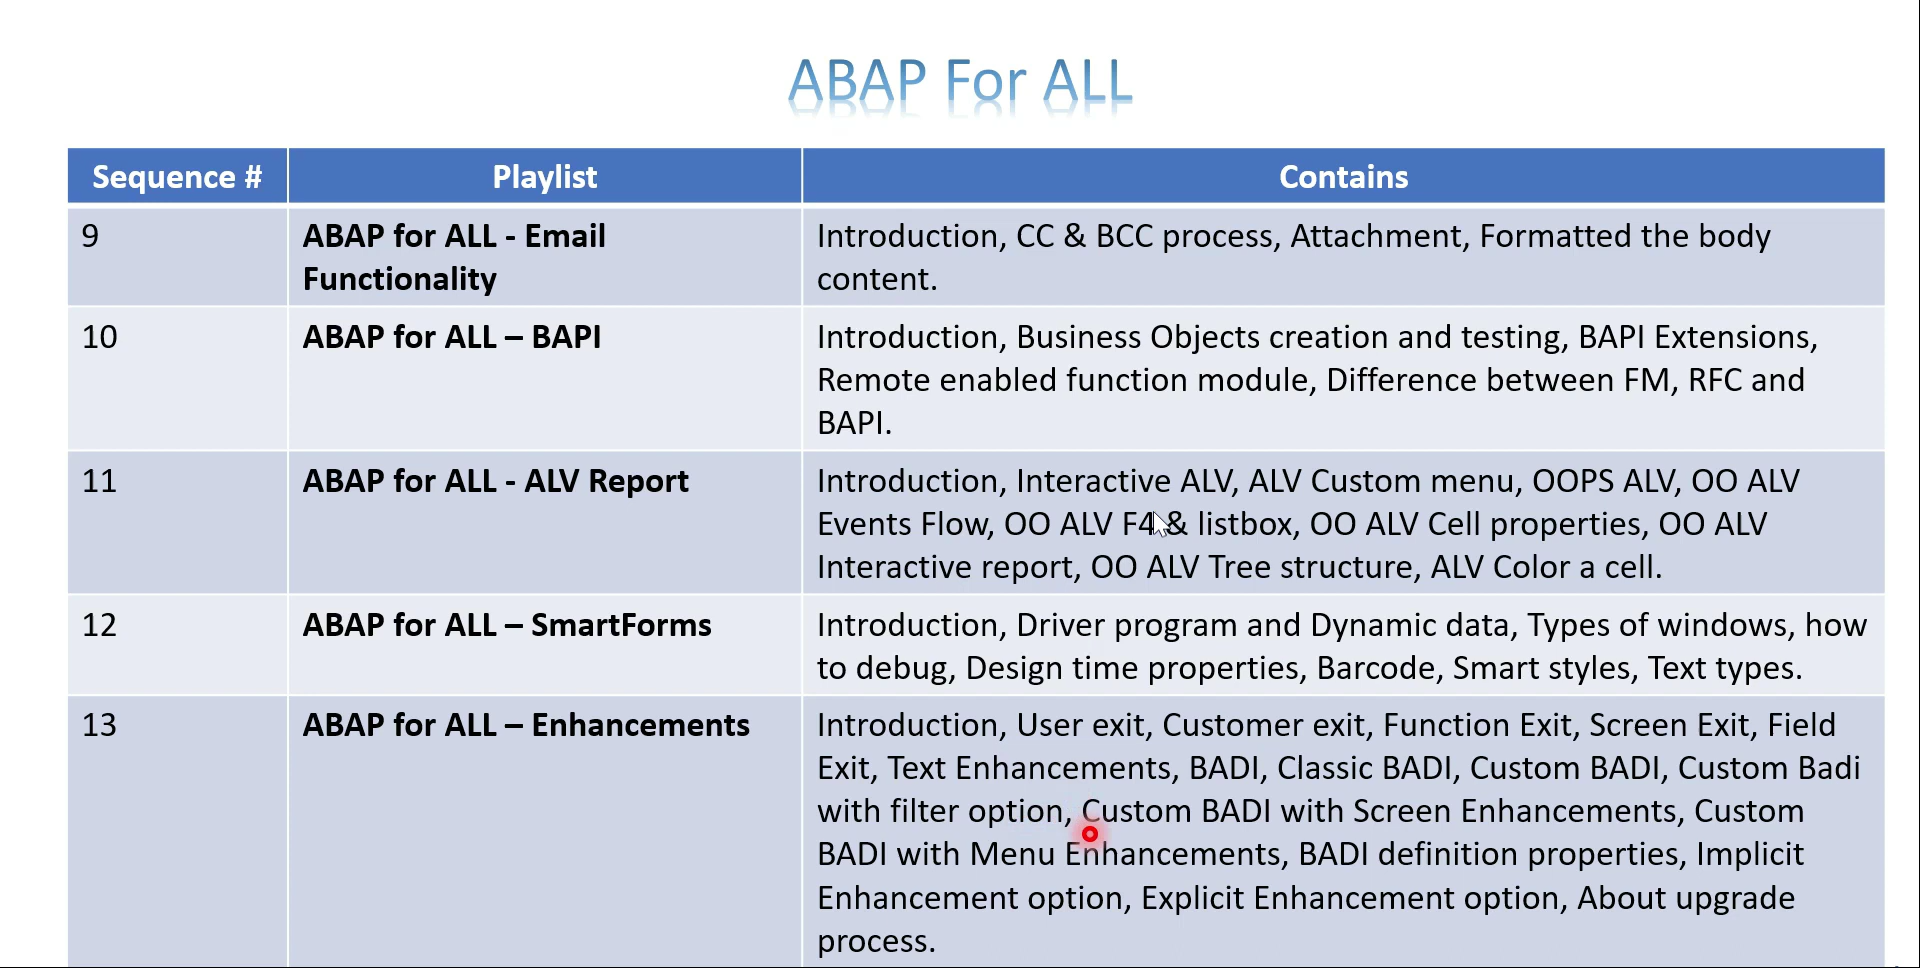 ABAP For ALL
Sequence #
Playlist
Contains
9
ABAP for ALL - Email
Functionality
Introduction, CC & BCC process, Attachment, Formatted the body
content.
10
ABAP for ALL – BAPI
Introduction, Business Objects creation and testing, BAPI Extensions,
Remote enabled function module, Difference between FM, RFC and
BAPI.
11
ABAP for ALL - ALV Report
Introduction, Interactive ALV, ALV Custom menu, OOPS ALV, OO ALV
Events Flow, OO ALV F4 & listbox, OO ALV Cell properties, OO ALV
Interactive report, OO ALV Tree structure, ALV Color a cell.
12
ABAP for ALL – SmartForms
Introduction, Driver program and Dynamic data, Types of windows, how
to debug, Design time properties, Barcode, Smart styles, Text types.
13
ABAP for ALL – Enhancements
Introduction, User exit, Customer exit, Function Exit, Screen Exit, Field
Exit, Text Enhancements, BADI, Classic BADI, Custom BADI, Custom Badi
with filter option, Custom BADI with Screen Enhancements, Custom
BADI with Menu Enhancements, BADI definition properties, Implicit
Enhancement option, Explicit Enhancement option, About upgrade
process.